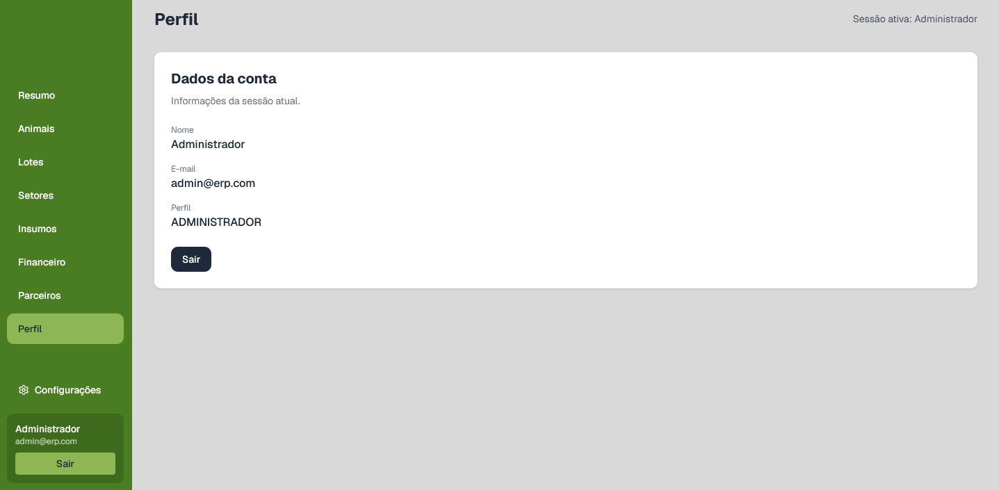 Resumo
Animais
Lotes
Setores
Insumos
Financeiro
Parceiros
Perfil
Configurações
Administrador
admin@erp.com
Sair
Perfil
Sessão ativa: Administrador
Dados da conta
Informações da sessão atual.
Nome
Administrador
E-mail
admin@erp.com
Perfil
ADMINISTRADOR
Sair